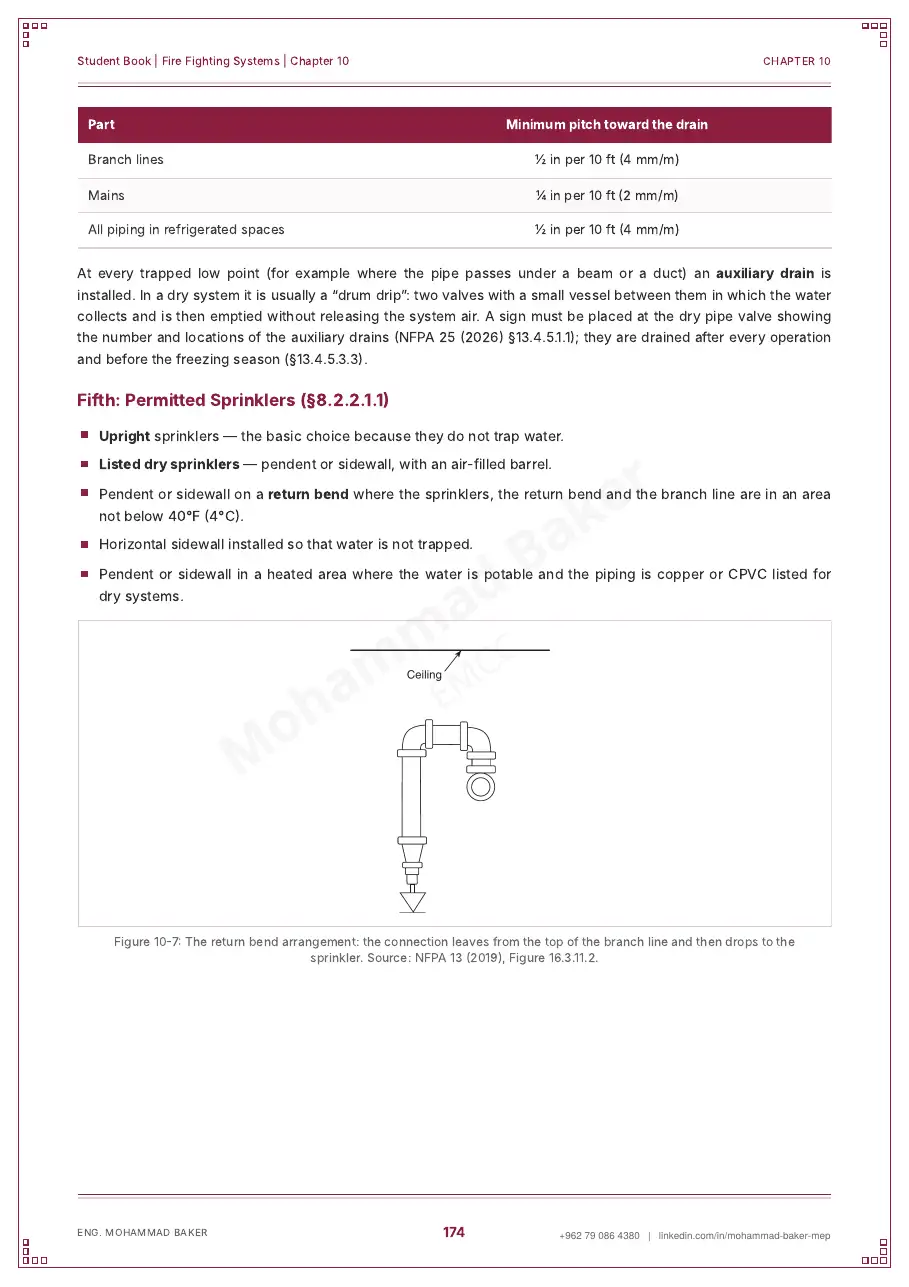 Student Book | Fire Fighting Systems | Chapter 10
CHAPTER 10
Part
Minimum pitch toward the drain
Branch lines
½ in per 10 ft (4 mm/m)
Mains
¼ in per 10 ft (2 mm/m)
All piping in refrigerated spaces
½ in per 10 ft (4 mm/m)
At every trapped low point (for example where the pipe passes under a beam or a duct) an auxiliary drain is
installed. In a dry system it is usually a “drum drip”: two valves with a small vessel between them in which the water
collects and is then emptied without releasing the system air. A sign must be placed at the dry pipe valve showing
the number and locations of the auxiliary drains (NFPA 25 (2026) §13.4.5.1.1); they are drained after every operation
and before the freezing season (§13.4.5.3.3).
Fifth: Permitted Sprinklers (§8.2.2.1.1)
Upright sprinklers — the basic choice because they do not trap water.
Listed dry sprinklers — pendent or sidewall, with an air-filled barrel.
Pendent or sidewall on a return bend where the sprinklers, the return bend and the branch line are in an area
not below 40°F (4°C).
Horizontal sidewall installed so that water is not trapped.
Pendent or sidewall in a heated area where the water is potable and the piping is copper or CPVC listed for
dry systems.
Mohammad Baker
EMCC
Ceiling
Figure 10-7: The return bend arrangement: the connection leaves from the top of the branch line and then drops to the
sprinkler. Source: NFPA 13 (2019), Figure 16.3.11.2.
ENG. MOHAMMAD BAKER
174
+962 79 086 4380 | linkedin.com/in/mohammad-baker-mep